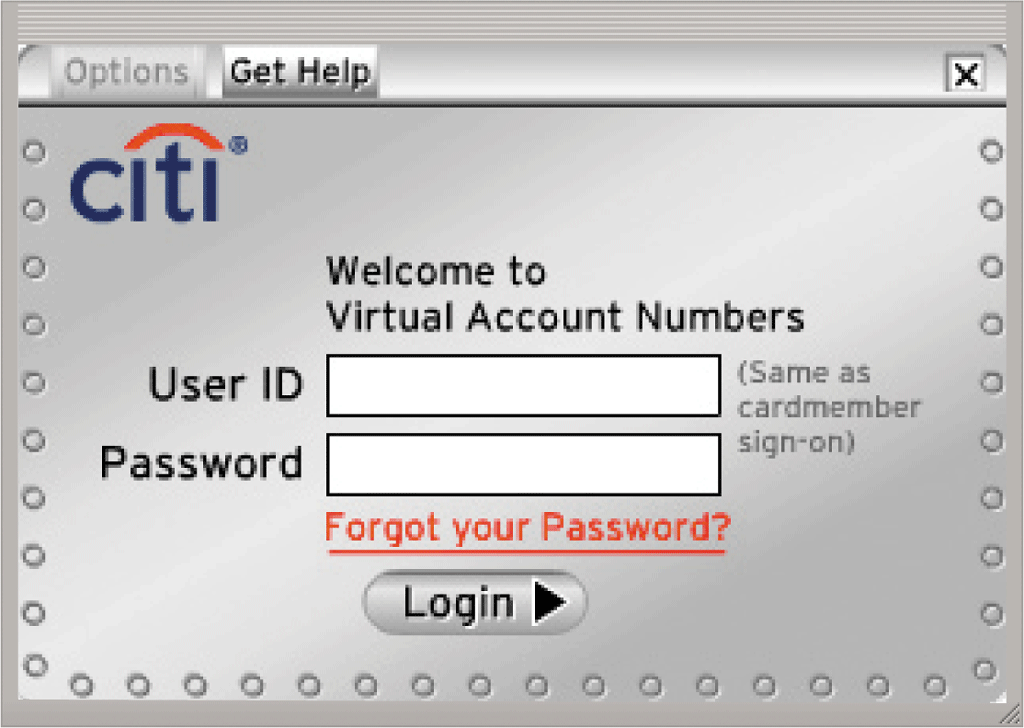 Options Get Help X
citi®
Welcome to
Virtual Account Numbers
User ID
(Same as
cardmember
sign-on)
Password
Forgot your Password?
Login